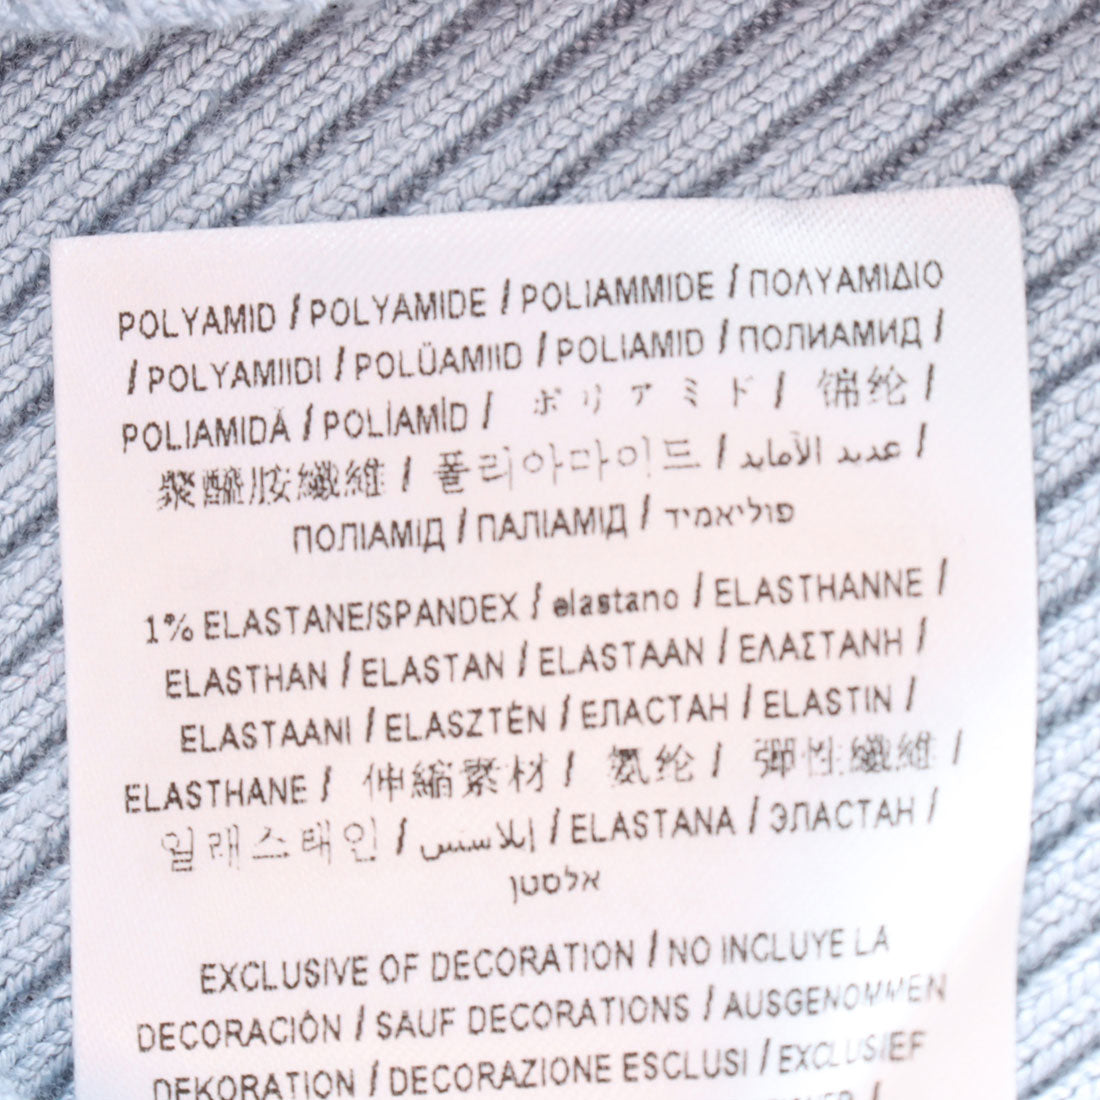 POLYAMID / POLYAMIDE / POLIAMMIDE / ΠΟΛΥΑΜΙΔΙΟ
/ POLYAMIIDI / POLÜAMIID / POLIAMID / ПОЛИАМИД /
POLIAMIDĂ / POLİAMİD / ポリアミド / 锦纶 /
聚醯胺纖維 / 폴리아마이드 / عديد الأمايد /
ПОЛІАМІД / ПАЛІАМІД / פוליאמיד
1% ELASTANE/SPANDEX / elastano / ELASTHANNE /
ELASTHAN / ELASTAN / ELASTAAN / ΕΛΑΣΤΑΝΗ /
ELASTAANI / ELASZTÉN / ЕЛАСТАН / ELASTIN /
ELASTHANE / 伸縮素材 / 氨纶 / 彈性纖維 /
일래스태인 / إيلاستس / ELASTANA / ЭЛАСТАН /
אלסטן
EXCLUSIVE OF DECORATION / NO INCLUYE LA
DECORACIÓN / SAUF DECORATIONS / AUSGENOMMEN
DEKORATION / DECORAZIONE ESCLUSI / EXCLUSIEF